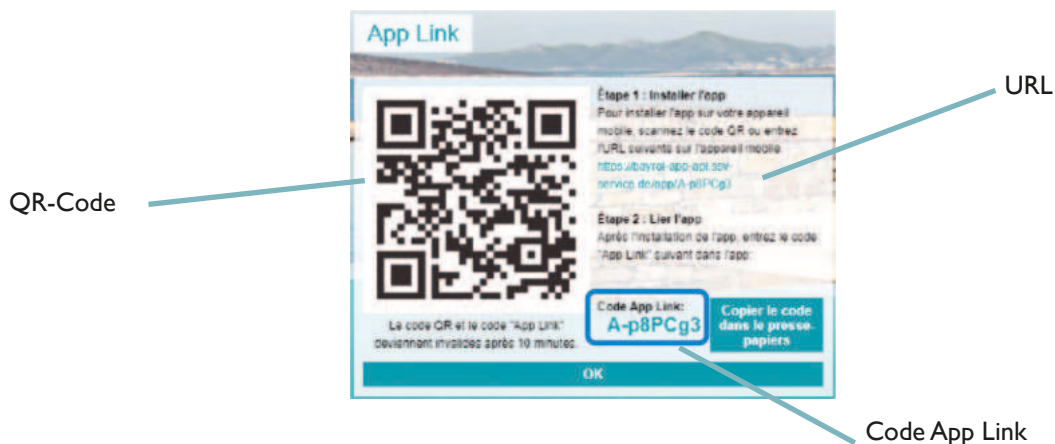 App Link
Étape 1 : Installer l'app
Pour installer l'app sur votre appareil
mobile, scannez le code QR ou entrez
l'URL suivante sur l'appareil mobile
https://bayrol-app-api.ssv-
service.de/app/A-p8PCg3
Étape 2 : Lier l'app
Après l'installation de l'app, entrez le code
"App Link" suivant dans l'app:
Code App Link:
A-p8PCg3
Copier le code
dans le presse-
papiers
Le code QR et le code "App Link"
deviennent invalides après 10 minutes.
OK
QR-Code
URL
Code App Link